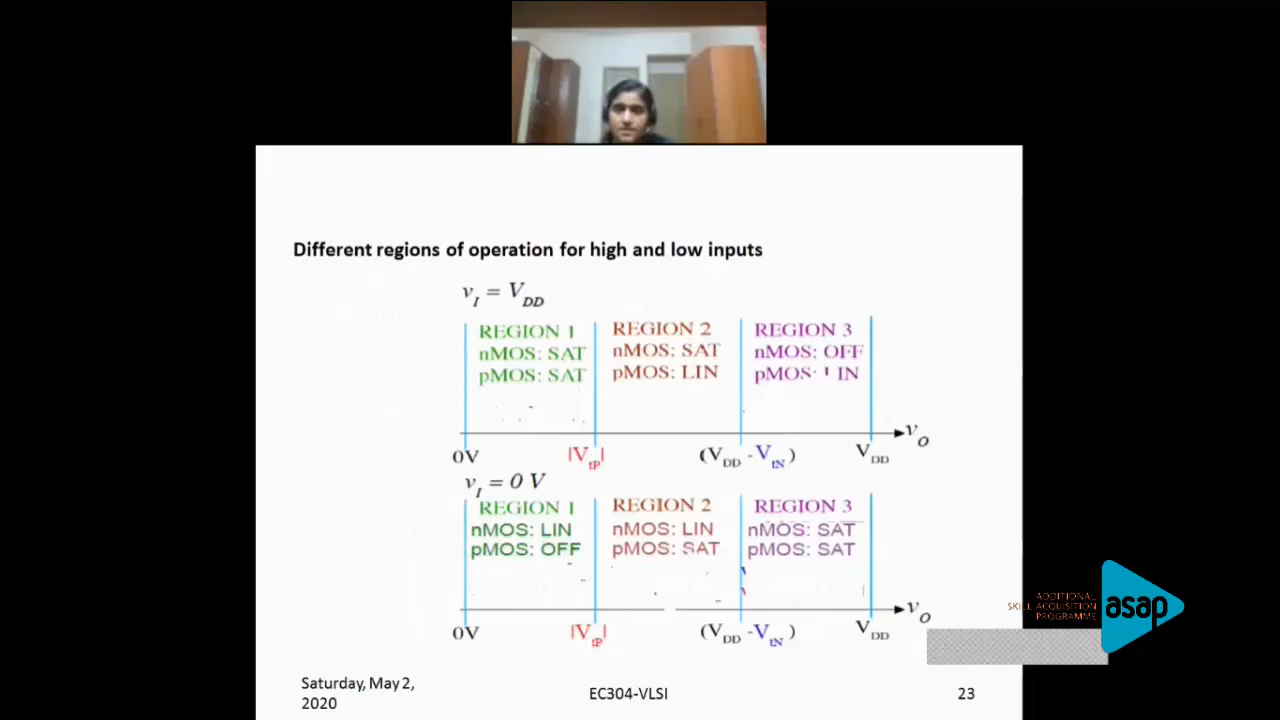 Different regions of operation for high and low inputs
vI = VDD
REGION 1 REGION 2 REGION 3
nMOS: SAT nMOS: SAT nMOS: OFF
pMOS: SAT pMOS: LIN pMOS: LIN
0V |VtP| (VDD -VtN) VDD vO
vI = 0 V
REGION 1 REGION 2 REGION 3
nMOS: LIN nMOS: LIN nMOS: SAT
pMOS: OFF pMOS: SAT pMOS: SAT
0V |VtP| (VDD -VtN) VDD vO
ADDITIONAL
SKILL ACQUISITION
PROGRAMME
asap
Saturday, May 2,
2020
EC304-VLSI
23